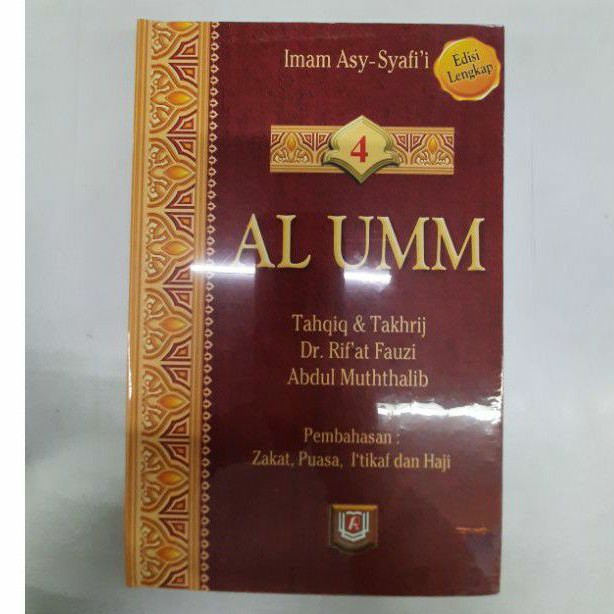 Imam Asy-Syafi'i
Edisi
Lengkap
4
AL UMM
Tahqiq & Takhrij
Dr. Rif'at Fauzi
Abdul Muththalib
Pembahasan :
Zakat, Puasa, I'tikaf dan Haji